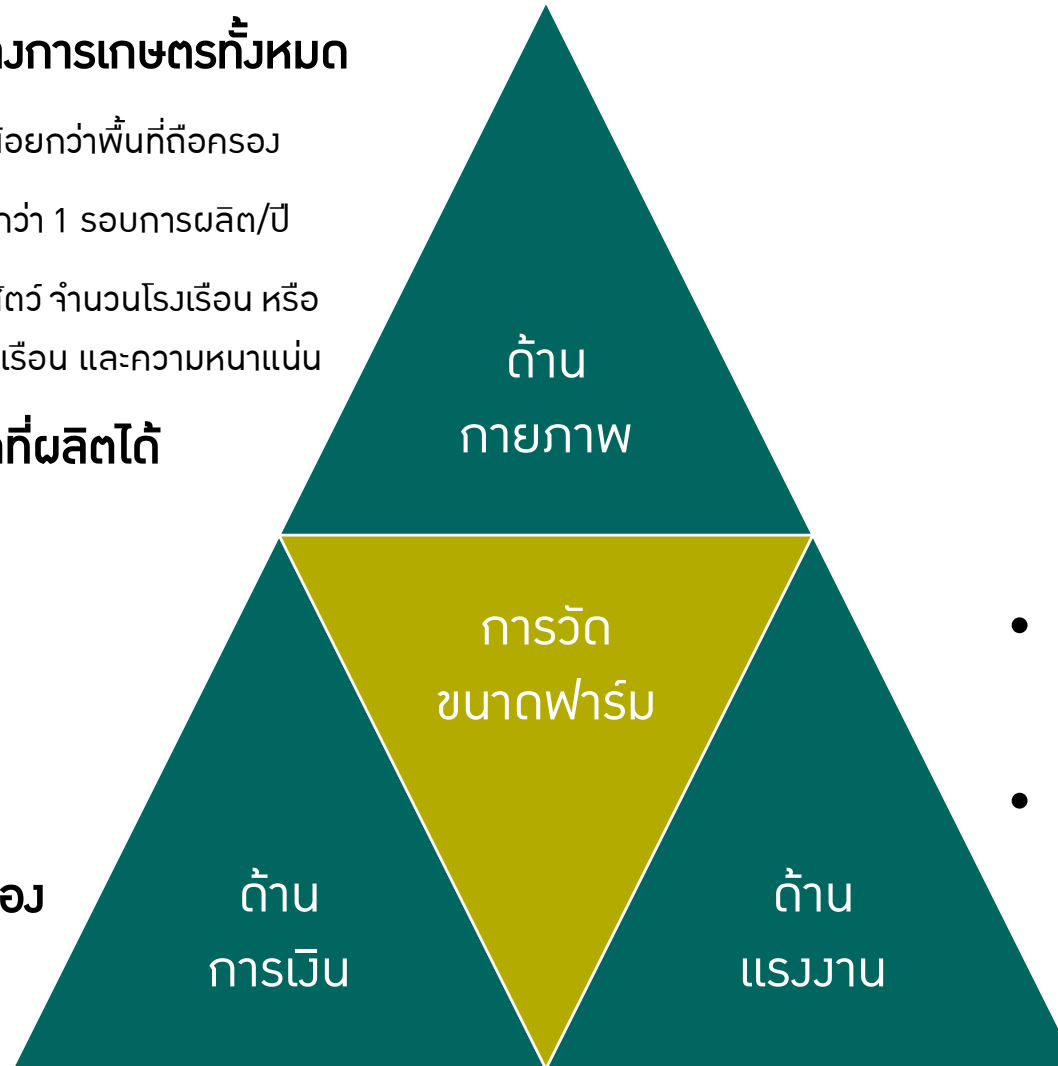 างการเกษตรทั้งหมด
น้อยกว่าพื้นที่ถือครอง
กว่า 1 รอบการผลิต/ปี
สัตว์ จำนวนโรงเรือน หรือ
เรือน และความหนาแน่น
ที่ผลิตได้
ด้าน
กายภาพ
การวัด
ขนาดฟาร์ม
•
•
อง
ด้าน
การเงิน
ด้าน
แรงงาน